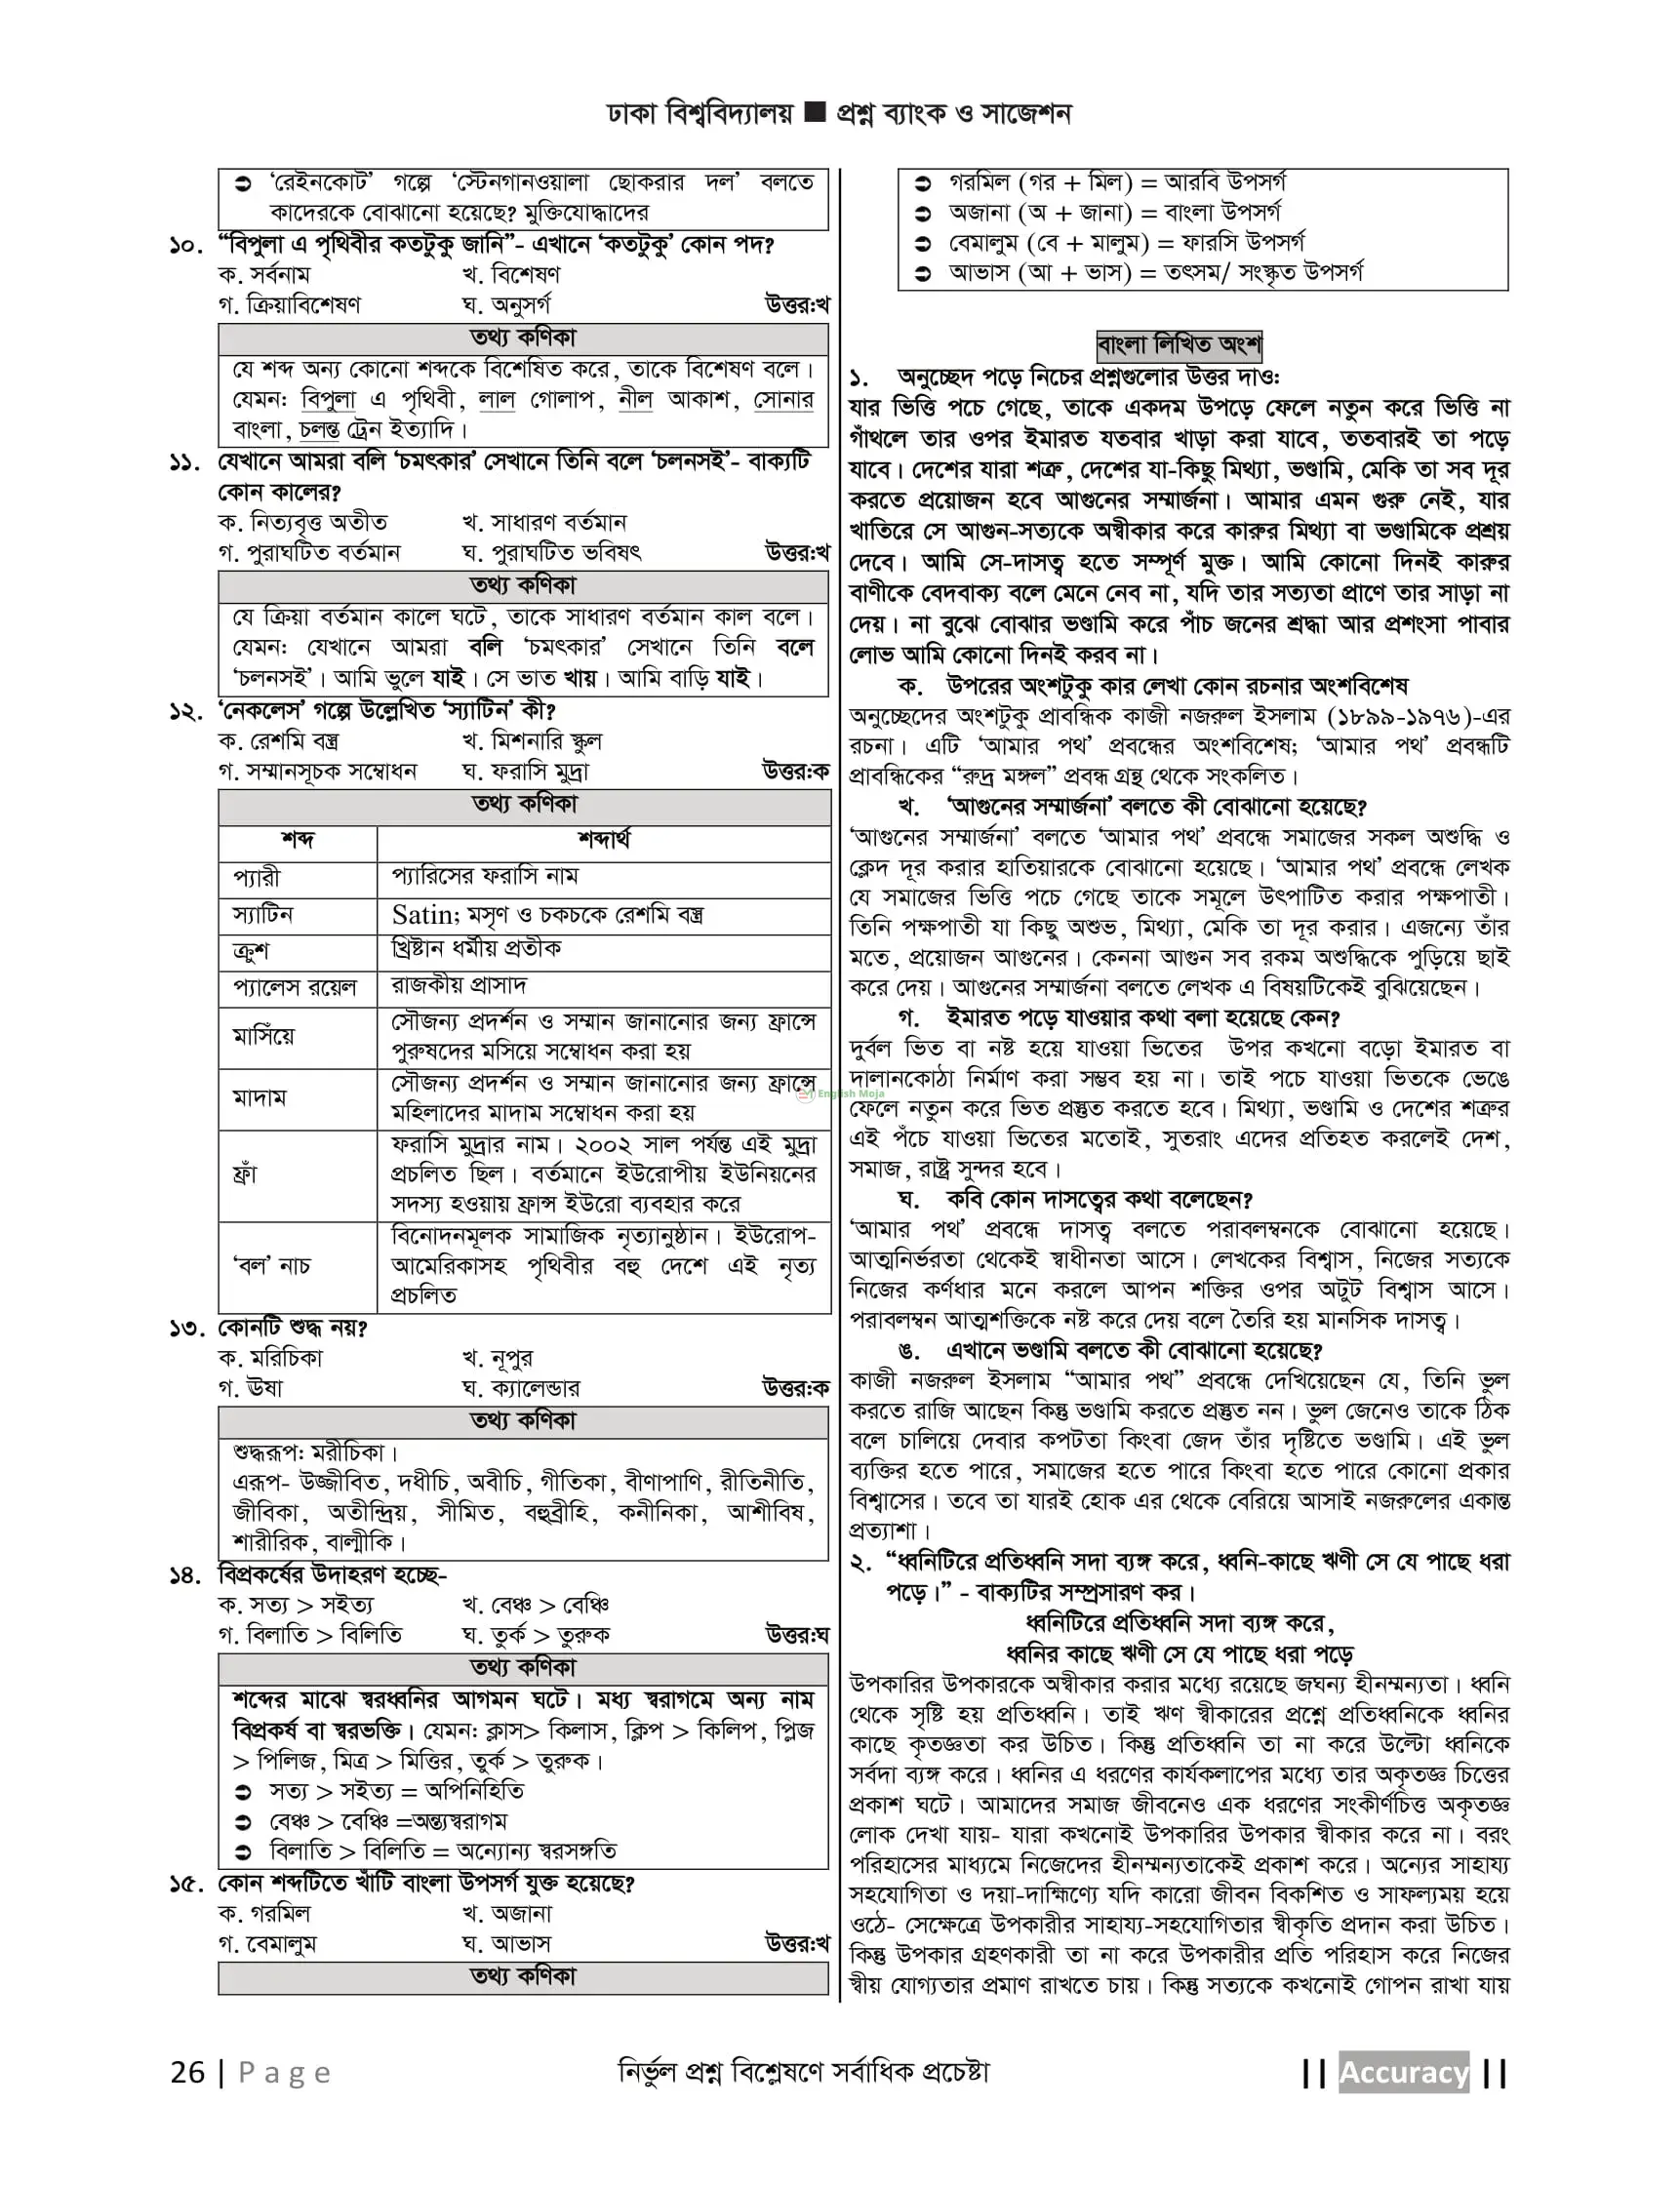 ঢাকা বিশ্ববিদ্যালয় ■ প্রশ্ন ব্যাংক ও সাজেশন
➲ ‘রেইনকোট’ গল্পে ‘স্টেনগানওয়ালা ছোকরার দল’ বলতে
কাদেরকে বোঝানো হয়েছে? মুক্তিযোদ্ধাদের
১০. “বিপুলা এ পৃথিবীর কতটুকু জানি”- এখানে ‘কতটুকু’ কোন পদ?
ক. সর্বনাম খ. বিশেষণ
গ. ক্রিয়াবিশেষণ ঘ. অনুসর্গ উত্তর:খ
তথ্য কণিকা
যে শব্দ অন্য কোনো শব্দকে বিশেষিত করে, তাকে বিশেষণ বলে।
যেমন: বিপুলা এ পৃথিবী, লাল গোলাপ, নীল আকাশ, সোনার
বাংলা, চলন্ত ট্রেন ইত্যাদি।
১১. যেখানে আমরা বলি ‘চমৎকার’ সেখানে তিনি বলে ‘চলনসই’- বাক্যটি
কোন কালের?
ক. নিত্যবৃত্ত অতীত খ. সাধারণ বর্তমান
গ. পুরাঘটিত বর্তমান ঘ. পুরাঘটিত ভবিষৎ উত্তর:খ
তথ্য কণিকা
যে ক্রিয়া বর্তমান কালে ঘটে, তাকে সাধারণ বর্তমান কাল বলে।
যেমন: যেখানে আমরা বলি ‘চমৎকার’ সেখানে তিনি বলে
‘চলনসই’। আমি ভুলে যাই। সে ভাত খায়। আমি বাড়ি যাই।
১২. ‘নেকলেস’ গল্পে উল্লেখিত ‘স্যাটিন’ কী?
ক. রেশমি বস্ত্র খ. মিশনারি স্কুল
গ. সম্মানসূচক সম্বোধন ঘ. ফরাসি মুদ্রা উত্তর:ক
তথ্য কণিকা
শব্দ শব্দার্থ
প্যারী প্যারিসের ফরাসি নাম
স্যাটিন Satin; মসৃণ ও চকচকে রেশমি বস্ত্র
ক্রুশ খ্রিষ্টান ধর্মীয় প্রতীক
প্যালেস রয়েল রাজকীয় প্রাসাদ
মার্সিয়ে সৌজন্য প্রদর্শন ও সম্মান জানানোর জন্য ফ্রান্সে
পুরুষদের মসিয়ে সম্বোধন করা হয়
মাদাম সৌজন্য প্রদর্শন ও সম্মান জানানোর জন্য ফ্রান্সে
মহিলাদের মাদাম সম্বোধন করা হয়
ফ্রাঁ ফরাসি মুদ্রার নাম। ২০০২ সাল পর্যন্ত এই মুদ্রা
প্রচলিত ছিল। বর্তমানে ইউরোপীয় ইউনিয়নের
সদস্য হওয়ায় ফ্রান্স ইউরো ব্যবহার করে
‘বল’ নাচ বিনোদনমূলক সামাজিক নৃত্যানুষ্ঠান। ইউরোপ-
আমেরিকাসহ পৃথিবীর বহু দেশে এই নৃত্য
প্রচলিত
১৩. কোনটি শুদ্ধ নয়?
ক. মরিচিকা খ. নূপুর
গ. ঊষা ঘ. ক্যালেন্ডার উত্তর:ক
তথ্য কণিকা
শুদ্ধরূপ: মরীচিকা।
এরূপ- উজ্জীবিত, দধীচি, অবীচি, গীতিকা, বীণাপাণি, রীতিনীতি,
জীবিকা, অতীন্দ্রিয়, সীমিত, বহুব্রীহি, কনীনিকা, আশীবিষ,
শারীরিক, বাল্মীকি।
১৪. বিপ্রকর্ষের উদাহরণ হচ্ছে-
ক. সত্য > সইত্য খ. বেঞ্চ > বেঞ্চি
গ. বিলাতি > বিলিতি ঘ. তুর্ক > তুরুক উত্তর:ঘ
তথ্য কণিকা
শব্দের মাঝে স্বরধ্বনির আগমন ঘটে। মধ্য স্বরাগমে অন্য নাম
বিপ্রকর্ষ বা স্বরভক্তি। যেমন: ক্লাস> কিলাস, ক্লিপ > কিলিপ, প্লিজ
> পিলিজ, মিত্র > মিত্তির, তুর্ক > তুরুক।
➲ সত্য > সইত্য = অপিনিহিতি
➲ বেঞ্চ > বেঞ্চি =অন্ত্যস্বরাগম
➲ বিলাতি > বিলিতি = অন্যোন্য স্বরসঙ্গতি
১৫. কোন শব্দটিতে খাঁটি বাংলা উপসর্গ যুক্ত হয়েছে?
ক. গরমিল খ. অজানা
গ. বেমালুম ঘ. আভাস উত্তর:খ
তথ্য কণিকা
➲ গরমিল (গর + মিল) = আরবি উপসর্গ
➲ অজানা (অ + জানা) = বাংলা উপসর্গ
➲ বেমালুম (বে + মালুম) = ফারসি উপসর্গ
➲ আভাস (আ + ভাস) = তৎসম/ সংস্কৃত উপসর্গ
বাংলা লিখিত অংশ
১. অনুচ্ছেদ পড়ে নিচের প্রশ্নগুলোর উত্তর দাও:
যার ভিত্তি পচে গেছে, তাকে একদম উপড়ে ফেলে নতুন করে ভিত্তি না
গাঁথলে তার ওপর ইমারত যতবার খাড়া করা যাবে, ততবারই তা পড়ে
যাবে। দেশের যারা শত্রু, দেশের যা-কিছু মিথ্যা, ভণ্ডামি, মেকি তা সব দূর
করতে প্রয়োজন হবে আগুনের সম্মার্জনা। আমার এমন গুরু নেই, যার
খাতিরে সে আগুন-সত্যকে অস্বীকার করে কারুর মিথ্যা বা ভণ্ডামিকে প্রশ্রয়
দেবে। আমি সে-দাসত্ব হতে সম্পূর্ণ মুক্ত। আমি কোনো দিনই কারুর
বাণীকে বেদবাক্য বলে মেনে নেব না, যদি তার সত্যতা প্রাণে তার সাড়া না
দেয়। না বুঝে বোঝার ভণ্ডামি করে পাঁচ জনের শ্রদ্ধা আর প্রশংসা পাবার
লোভ আমি কোনো দিনই করব না।
ক. উপরের অংশটুকু কার লেখা কোন রচনার অংশবিশেষ
অনুচ্ছেদের অংশটুকু প্রাবন্ধিক কাজী নজরুল ইসলাম (১৮৯৯-১৯৭৬)-এর
রচনা। এটি ‘আমার পথ’ প্রবন্ধের অংশবিশেষ; ‘আমার পথ’ প্রবন্ধটি
প্রাবন্ধিকের “রুদ্র মঙ্গল” প্রবন্ধ গ্রন্থ থেকে সংকলিত।
খ. ‘আগুনের সম্মার্জনা’ বলতে কী বোঝানো হয়েছে?
‘আগুনের সম্মার্জনা’ বলতে ‘আমার পথ’ প্রবন্ধে সমাজের সকল অশুদ্ধি ও
ক্লেদ দূর করার হাতিয়ারকে বোঝানো হয়েছে। ‘আমার পথ’ প্রবন্ধে লেখক
যে সমাজের ভিত্তি পচে গেছে তাকে সমূলে উৎপাটিত করার পক্ষপাতী।
তিনি পক্ষপাতী যা কিছু অশুভ, মিথ্যা, মেকি তা দূর করার। এজন্যে তাঁর
মতে, প্রয়োজন আগুনের। কেননা আগুন সব রকম অশুদ্ধিকে পুড়িয়ে ছাই
করে দেয়। আগুনের সম্মার্জনা বলতে লেখক এ বিষয়টিকেই বুঝিয়েছেন।
গ. ইমারত পড়ে যাওয়ার কথা বলা হয়েছে কেন?
দুর্বল ভিত বা নষ্ট হয়ে যাওয়া ভিতের উপর কখনো বড়ো ইমারত বা
দালানকোঠা নির্মাণ করা সম্ভব হয় না। তাই পচে যাওয়া ভিতকে ভেঙে
English Moja
ফেলে নতুন করে ভিত প্রস্তুত করতে হবে। মিথ্যা, ভণ্ডামি ও দেশের শত্রুর
এই পঁচে যাওয়া ভিতের মতোই, সুতরাং এদের প্রতিহত করলেই দেশ,
সমাজ, রাষ্ট্র সুন্দর হবে।
ঘ. কবি কোন দাসত্বের কথা বলেছেন?
‘আমার পথ’ প্রবন্ধে দাসত্ব বলতে পরাবলম্বনকে বোঝানো হয়েছে।
আত্মনির্ভরতা থেকেই স্বাধীনতা আসে। লেখকের বিশ্বাস, নিজের সত্যকে
নিজের কর্ণধার মনে করলে আপন শক্তির ওপর অটুট বিশ্বাস আসে।
পরাবলম্বন আত্মশক্তিকে নষ্ট করে দেয় বলে তৈরি হয় মানসিক দাসত্ব।
ঙ. এখানে ভণ্ডামি বলতে কী বোঝানো হয়েছে?
কাজী নজরুল ইসলাম “আমার পথ” প্রবন্ধে দেখিয়েছেন যে, তিনি ভুল
করতে রাজি আছেন কিন্তু ভণ্ডামি করতে প্রস্তুত নন। ভুল জেনেও তাকে ঠিক
বলে চালিয়ে দেবার কপটতা কিংবা জেদ তাঁর দৃষ্টিতে ভণ্ডামি। এই ভুল
ব্যক্তির হতে পারে, সমাজের হতে পারে কিংবা হতে পারে কোনো প্রকার
বিশ্বাসের। তবে তা যারই হোক এর থেকে বেরিয়ে আসাই নজরুলের একান্ত
প্রত্যাশা।
২. “ধ্বনিটিরে প্রতিধ্বনি সদা ব্যঙ্গ করে, ধ্বনি-কাছে ঋণী সে যে পাছে ধরা
পড়ে।” - বাক্যটির সম্প্রসারণ কর।
ধ্বনিটিরে প্রতিধ্বনি সদা ব্যঙ্গ করে,
ধ্বনির কাছে ঋণী সে যে পাছে ধরা পড়ে
উপকারির উপকারকে অস্বীকার করার মধ্যে রয়েছে জঘন্য হীনম্মন্যতা। ধ্বনি
থেকে সৃষ্টি হয় প্রতিধ্বনি। তাই ঋণ স্বীকারের প্রশ্নে প্রতিধ্বনিকে ধ্বনির
কাছে কৃতজ্ঞতা কর উচিত। কিন্তু প্রতিধ্বনি তা না করে উল্টো ধ্বনিকে
সর্বদা ব্যঙ্গ করে। ধ্বনির এ ধরণের কার্যকলাপের মধ্যে তার অকৃতজ্ঞ চিত্তের
প্রকাশ ঘটে। আমাদের সমাজ জীবনেও এক ধরণের সংকীর্ণচিত্ত অকৃতজ্ঞ
লোক দেখা যায়- যারা কখনোই উপকারির উপকার স্বীকার করে না। বরং
পরিহাসের মাধ্যমে নিজেদের হীনম্মন্যতাকেই প্রকাশ করে। অন্যের সাহায্য
সহযোগিতা ও দয়া-দাক্ষিণ্যে যদি কারো জীবন বিকশিত ও সাফল্যময় হয়ে
ওঠে- সেক্ষেত্রে উপকারীর সাহায্য-সহযোগিতার স্বীকৃতি প্রদান করা উচিত।
কিন্তু উপকার গ্রহণকারী তা না করে উপকারীর প্রতি পরিহাস করে নিজের
স্বীয় যোগ্যতার প্রমাণ রাখতে চায়। কিন্তু সত্যকে কখনোই গোপন রাখা যায়
26 | Page নির্ভুল প্রশ্ন বিশ্লেষণে সর্বাধিক প্রচেষ্টা || Accuracy ||